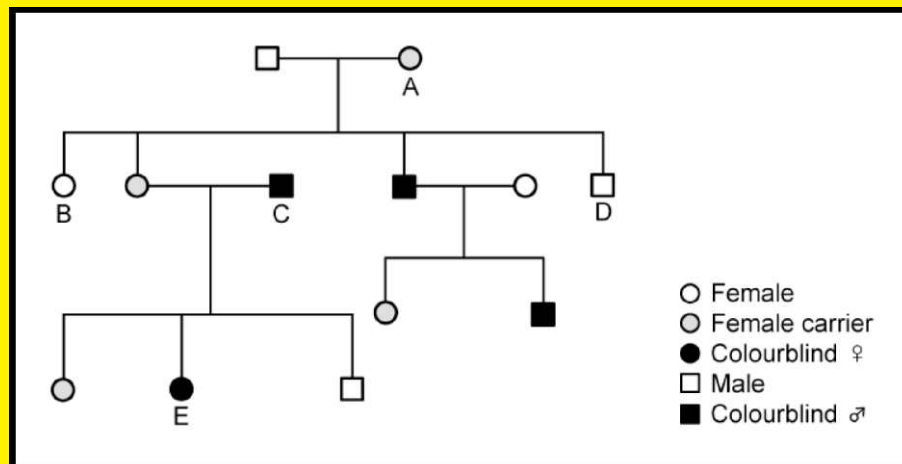 A
B
C
D
E
Female
Female carrier
Colourblind ♀
Male
Colourblind ♂